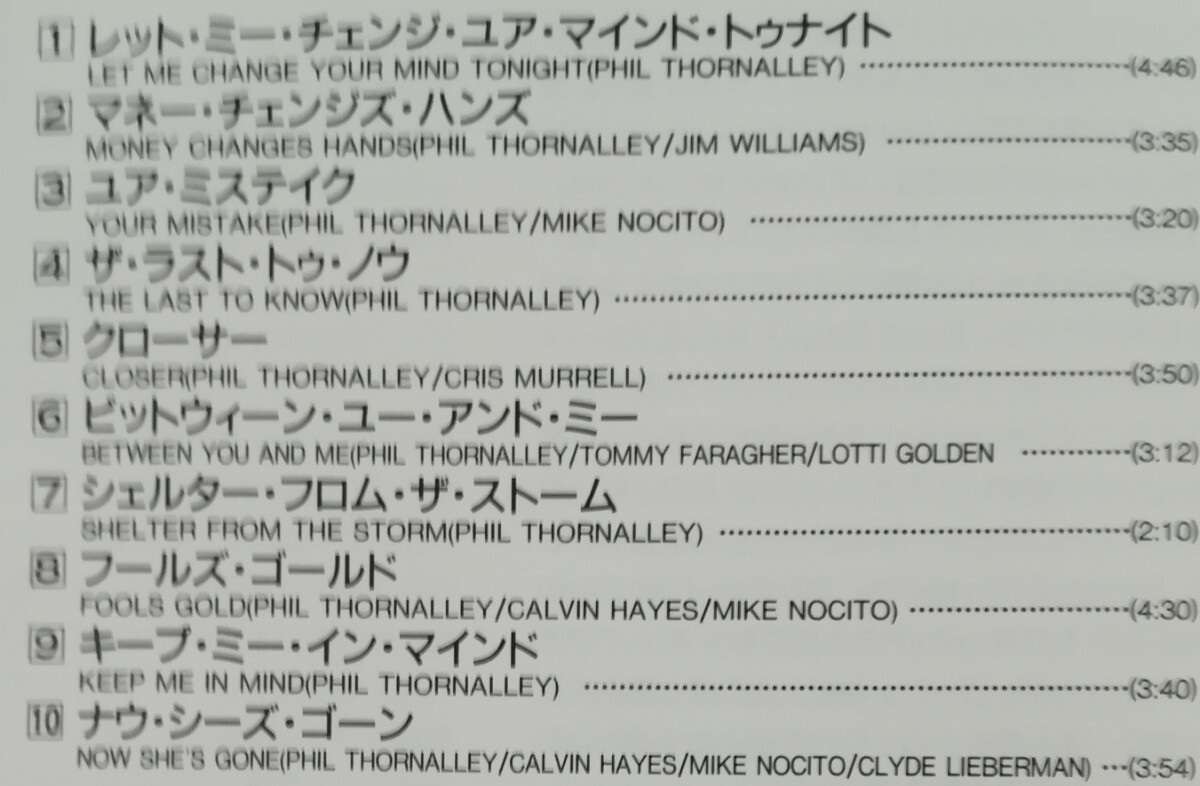 1 レット・ミー・チェンジ・ユア・マインド・トゥナイト
LET ME CHANGE YOUR MIND TONIGHT(PHIL THORNALLEY) ………………………(4:46)
2 マネー・チェンジズ・ハンズ
MONEY CHANGES HANDS(PHIL THORNALLEY/JIM WILLIAMS) ………………………(3:35)
3 ユア・ミステイク
YOUR MISTAKE(PHIL THORNALLEY/MIKE NOCITO) ………………………(3:20)
4 ザ・ラスト・トゥ・ノウ
THE LAST TO KNOW(PHIL THORNALLEY) ………………………(3:37)
5 クローサー
CLOSER(PHIL THORNALLEY/CRIS MURRELL) ………………………(3:50)
6 ビットウィーン・ユー・アンド・ミー
BETWEEN YOU AND ME(PHIL THORNALLEY/TOMMY FARAGHER/LOTTI GOLDEN …………(3:12)
7 シェルター・フロム・ザ・ストーム
SHELTER FROM THE STORM(PHIL THORNALLEY) ………………………(2:10)
8 フールズ・ゴールド
FOOLS GOLD(PHIL THORNALLEY/CALVIN HAYES/MIKE NOCITO) ………………………(4:30)
9 キープ・ミー・イン・マインド
KEEP ME IN MIND(PHIL THORNALLEY) ………………………(3:40)
10 ナウ・シーズ・ゴーン
NOW SHE'S GONE(PHIL THORNALLEY/CALVIN HAYES/MIKE NOCITO/CLYDE LIEBERMAN) …(3:54)